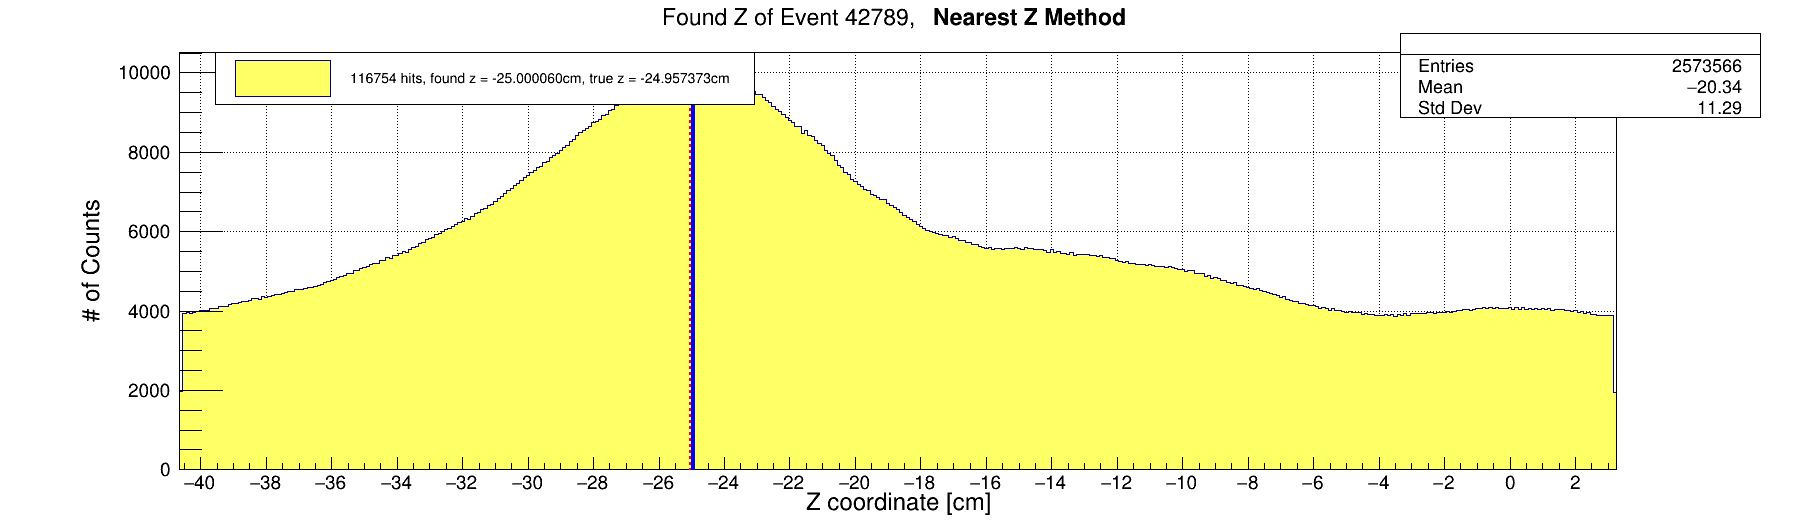 Found Z of Event 42789, Nearest Z Method
116754 hits, found z = -25.000060cm, true z = -24.957373cm
Entries 2573566
Mean −20.34
Std Dev 11.29
# of Counts
10000
8000
6000
4000
2000
0
−40 −38 −36 −34 −32 −30 −28 −26 −24 −22 −20 −18 −16 −14 −12 −10 −8 −6 −4 −2 0 2
Z coordinate [cm]